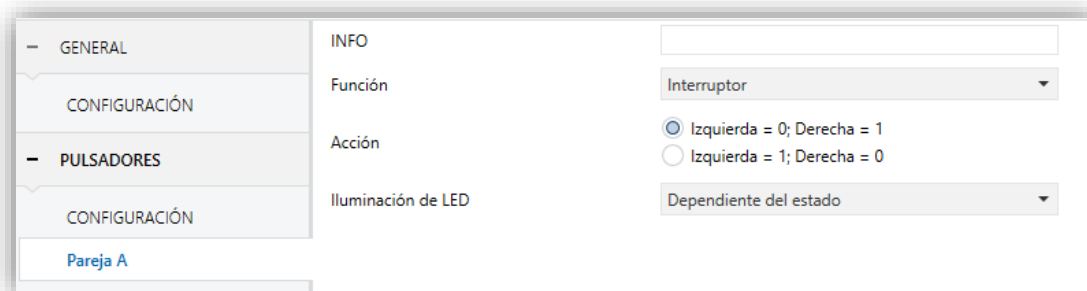 GENERAL
CONFIGURACIÓN
PULSADORES
CONFIGURACIÓN
Pareja A
INFO
Función
Interruptor
Acción
Izquierda = 0; Derecha = 1
Izquierda = 1; Derecha = 0
Iluminación de LED
Dependiente del estado